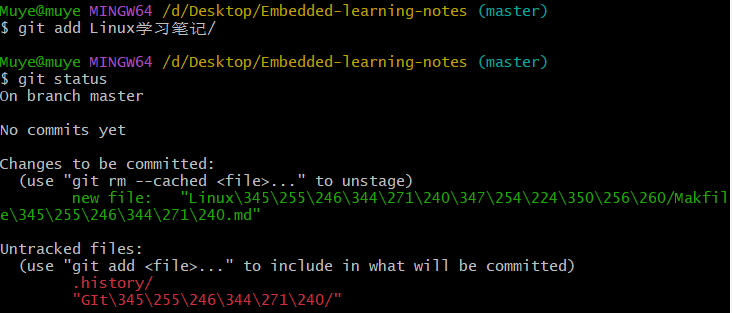 Muye@muye MINGW64 /d/Desktop/Embedded-learning-notes (master)
$ git add Linux学习笔记/
Muye@muye MINGW64 /d/Desktop/Embedded-learning-notes (master)
$ git status
On branch master
No commits yet
Changes to be committed:
(use "git rm --cached <file>..." to unstage)
new file:   "Linux\345\255\246\344\271\240\347\254\224\350\256\260/Makfil
e\345\255\246\344\271\240.md"
Untracked files:
(use "git add <file>..." to include in what will be committed)
.history/
"GIt\345\255\246\344\271\240/"